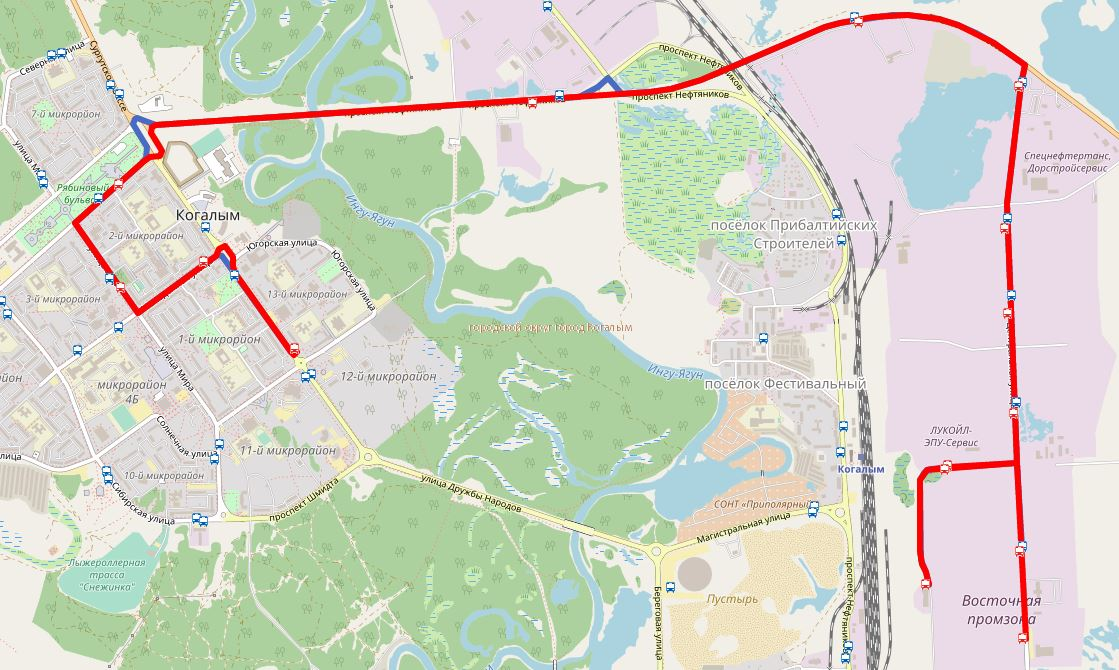 Северная улица
Сургутское шоссе
7-й микрорайон
улица М
Рябиновый
бульвар
Когалым
2-й микрорайон
Югорская улица
Югорская улица
3-й микрорайон
13-й микрорайон
1-й микрорайон
микрорайон
4Б
йон
улица Мира
12-й микрорайон
Солнечная улица
11-й микрорайон
10-й микрорайон
Сибирская улица
лица
проспект Шмидта
улица Дружбы Народов
Лыжероллерная
трасса
"Снежинка"
Ингу-Ягун
Ингу-Ягун
городской округ город Когалым
проспект Нефтяников
проспект Нефтяников
посёлок Прибалтийских
Строителей
посёлок Фестивальный
Когалым
СОНТ «Приполярный»
Магистральная улица
Береговая улица
Пустырь
проспект Нефтяник
Спецнефтертанс,
Дорстройсервис
ЛУКОЙЛ-
ЭПУ-Сервис
Восточная
промзона